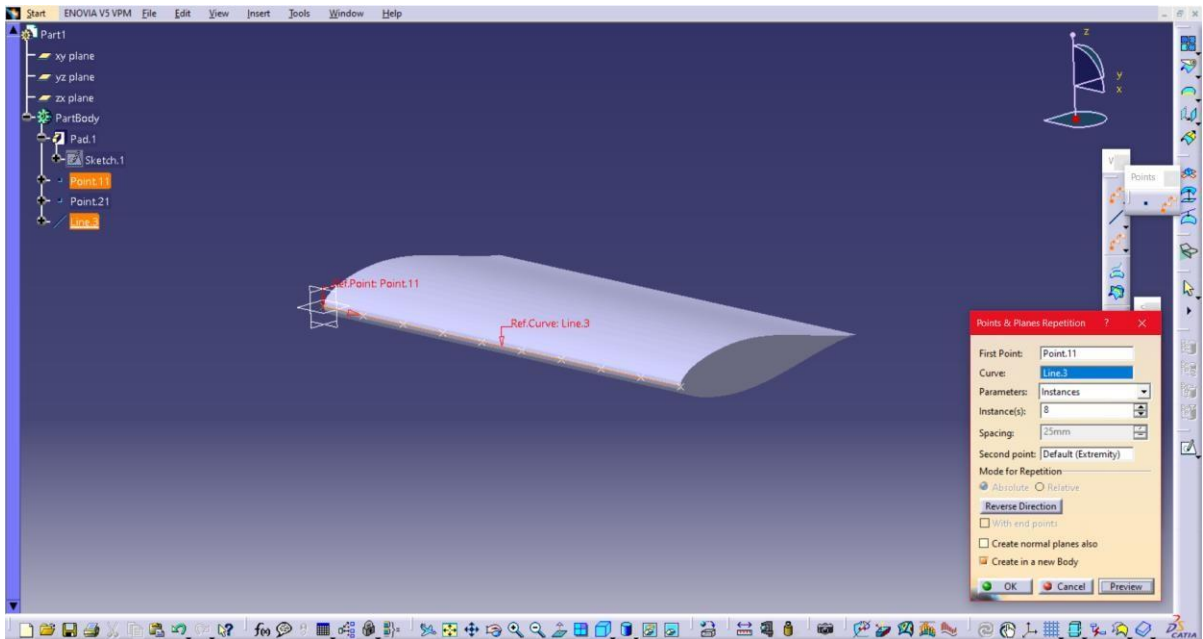 Start ENOVIA V5 VPM File Edit View Insert Tools Window Help
Part1
xy plane
yz plane
zx plane
PartBody
Pad.1
Sketch.1
Point.11
Point.21
Line.3
z
y
x
V
Points
Ref.Point: Point.11
Ref.Curve: Line.3
Points & Planes Repetition ?
First Point: Point.11
Curve: Line.3
Parameters: Instances
Instance(s): 8
Spacing: 25mm
Second point: Default (Extremity)
Mode for Repetition
Absolute Relative
Reverse Direction
With end points
Create normal planes also
Create in a new Body
OK Cancel Preview
f(x)